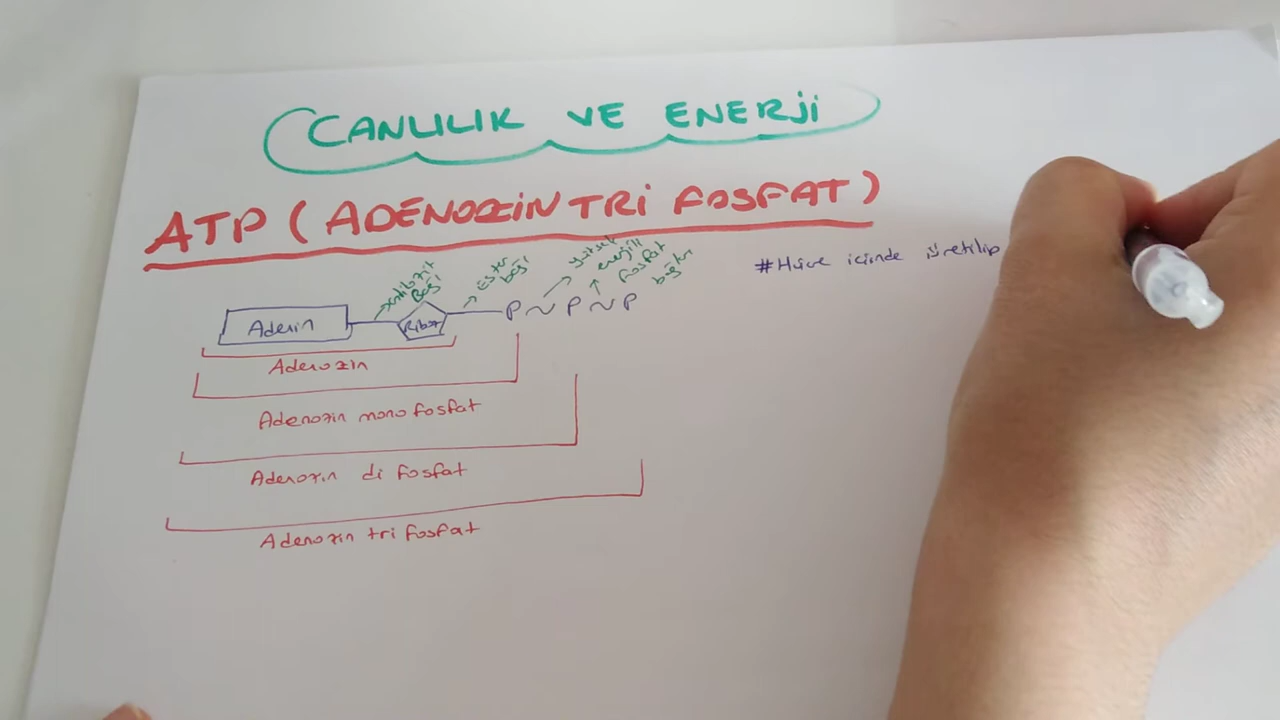 CANLILIK VE ENERJİ
ATP (ADENOZİN TRİ FOSFAT)
Ester bağı
yüksek enerjili fosfat bağları
#Hücre içinde üretilip
Adenin
Riboz
P ~ P ~ P
Adenozin
Adenozin mono fosfat
Adenozin di fosfat
Adenozin tri fosfat